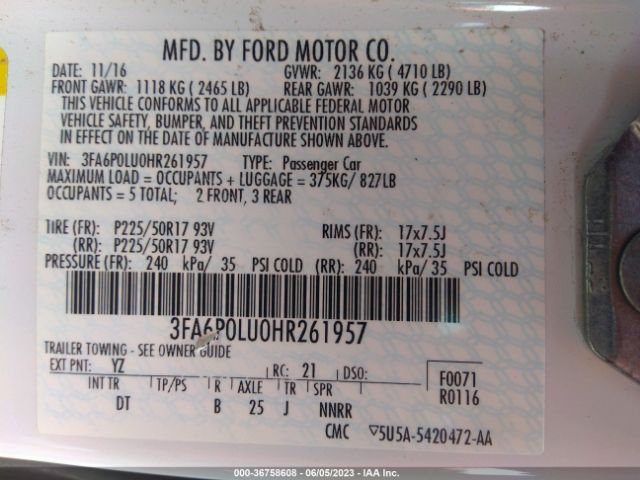 MFD. BY FORD MOTOR CO.
DATE: 11/16 GVWR: 2136 KG ( 4710 LB)
FRONT GAWR: 1118 KG ( 2465 LB) REAR GAWR: 1039 KG ( 2290 LB)
THIS VEHICLE CONFORMS TO ALL APPLICABLE FEDERAL MOTOR
VEHICLE SAFETY, BUMPER, AND THEFT PREVENTION STANDARDS
IN EFFECT ON THE DATE OF MANUFACTURE SHOWN ABOVE.
VIN: 3FA6P0LU0HR261957 TYPE: Passenger Car
MAXIMUM LOAD = OCCUPANTS + LUGGAGE = 375KG/ 827LB
OCCUPANTS = 5 TOTAL; 2 FRONT, 3 REAR
TIRE (FR): P225/50R17 93V RIMS (FR): 17x7.5J
(RR): P225/50R17 93V (RR): 17x7.5J
PRESSURE (FR): 240 kPa/ 35 PSI COLD (RR): 240 kPa/ 35 PSI COLD
3FA6P0LU0HR261957
TRAILER TOWING - SEE OWNER GUIDE
EXT PNT: YZ RC: 21 DSO: F0071
INT TR TP/PS R AXLE TR SPR R0116
DT B 25 J NNRR
CMC ▽5U5A-5420472-AA
000-36758608 - 06/05/2023 - IAA Inc.